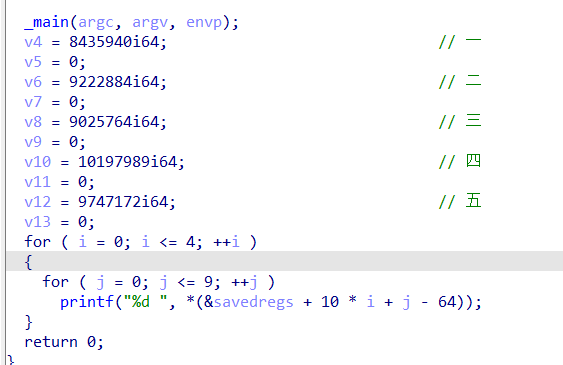 _main(argc, argv, envp);
v4 = 8435940i64; // 一
v5 = 0;
v6 = 9222884i64; // 二
v7 = 0;
v8 = 9025764i64; // 三
v9 = 0;
v10 = 10197989i64; // 四
v11 = 0;
v12 = 9747172i64; // 五
v13 = 0;
for ( i = 0; i <= 4; ++i )
{
for ( j = 0; j <= 9; ++j )
printf("%d ", *(&savedregs + 10 * i + j - 64));
}
return 0;
}